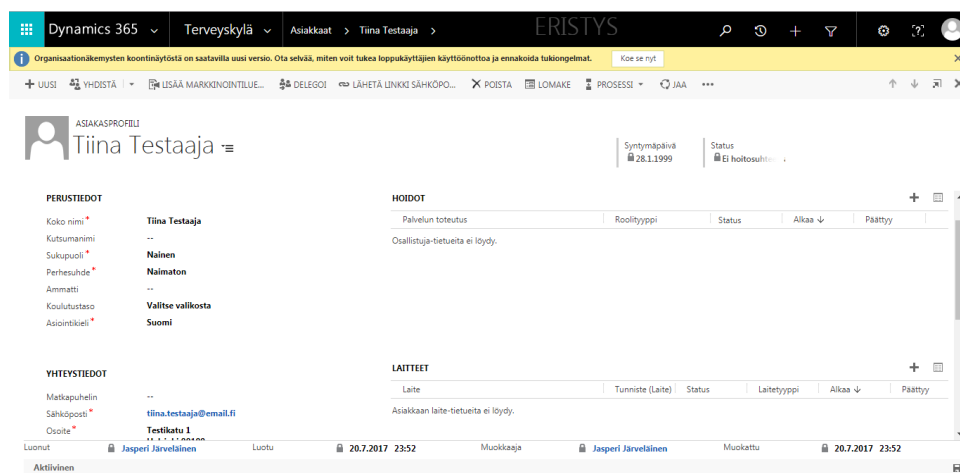 Dynamics 365 Terveyskylä Asiakkaat > Tiina Testaaja > ERISTYS
Organisaationäkemysten koontinäytöstä on saatavilla uusi versio. Ota selvää, miten voit tukea loppukäyttäjien käyttöönottoa ja ennakoida tukiongelmat. Koe se nyt
+ UUSI YHDISTÄ LISÄÄ MARKKINOINTILUE... DELEGOI LÄHETÄ LINKKI SÄHKÖPO... POISTA LOMAKE PROSESSI JAA ...
ASIAKASPROFIILI
Tiina Testaaja
Syntymäpäivä Status
28.1.1999 Ei hoitosuhte
PERUSTIEDOT HOIDOT
Koko nimi * Tiina Testaaja Palvelun toteutus Roolityyppi Status Alkaa ↓ Päättyy
Kutsumanimi -- Osallistuja-tietueita ei löydy.
Sukupuoli * Nainen
Perhesuhde * Naimaton
Ammatti --
Koulutustaso Valitse valikosta
Asiointikieli * Suomi
YHTEYSTIEDOT LAITTEET
Matkapuhelin -- Laite Tunniste (Laite) Status Laitetyyppi Alkaa ↓ Päättyy
Sähköposti * tiina.testaaja@email.fi Asiakkaan laite-tietueita ei löydy.
Osoite * Testikatu 1
Luonut Jasperi Järveläinen Luotu 20.7.2017 23:52 Muokkaaja Jasperi Järveläinen Muokattu 20.7.2017 23:52
Aktiivinen